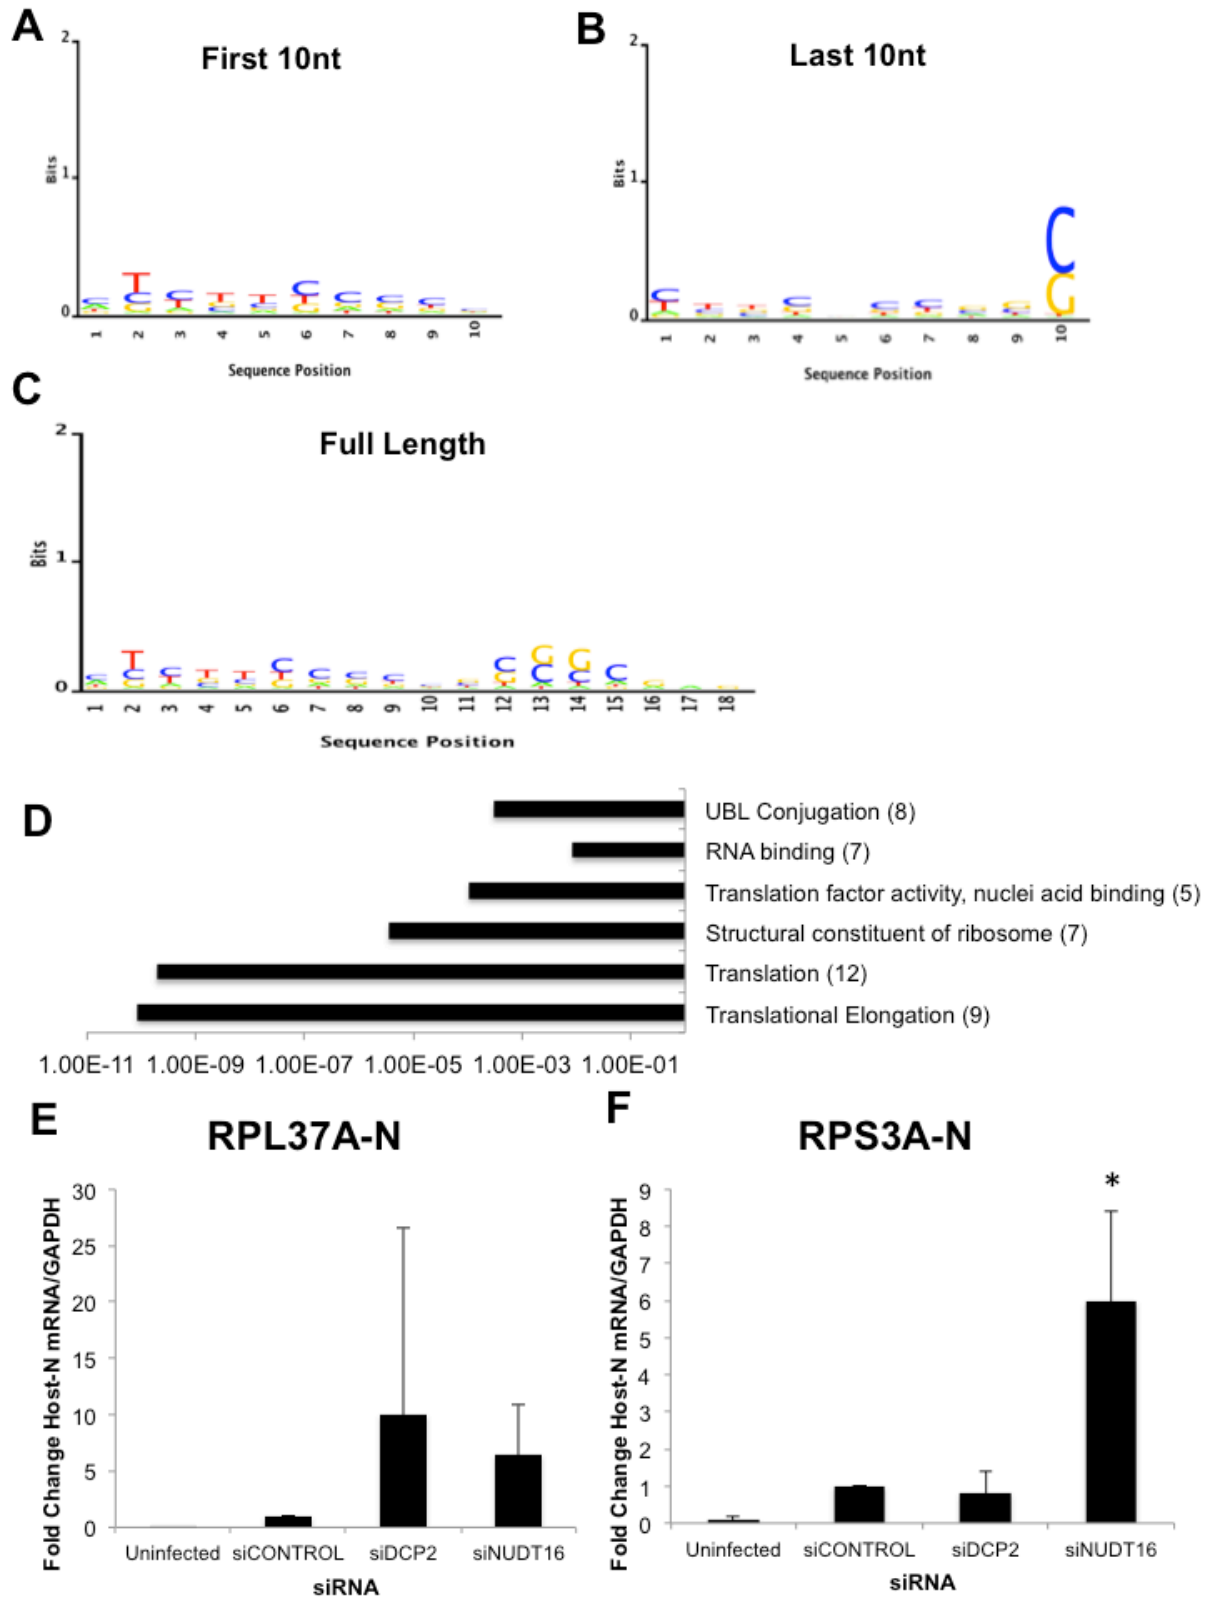 A
First 10nt
2
1
0
Bits
1 2 3 4 5 6 7 8 9 10
Sequence Position
B
Last 10nt
2
1
0
Bits
C
G
1 2 3 4 5 6 7 8 9 10
Sequence Position
C
Full Length
2
1
0
Bits
1 2 3 4 5 6 7 8 9 10 11 12 13 14 15 16 17 18
Sequence Position
D
UBL Conjugation (8)
RNA binding (7)
Translation factor activity, nuclei acid binding (5)
Structural constituent of ribosome (7)
Translation (12)
Translational Elongation (9)
1.00E-11 1.00E-09 1.00E-07 1.00E-05 1.00E-03 1.00E-01
E
RPL37A-N
Fold Change Host-N mRNA/GAPDH
30
25
20
15
10
5
0
Uninfected siCONTROL siDCP2 siNUDT16
siRNA
F
RPS3A-N
Fold Change Host-N mRNA/GAPDH
9
8
7
6
5
4
3
2
1
0
*
Uninfected siCONTROL siDCP2 siNUDT16
siRNA